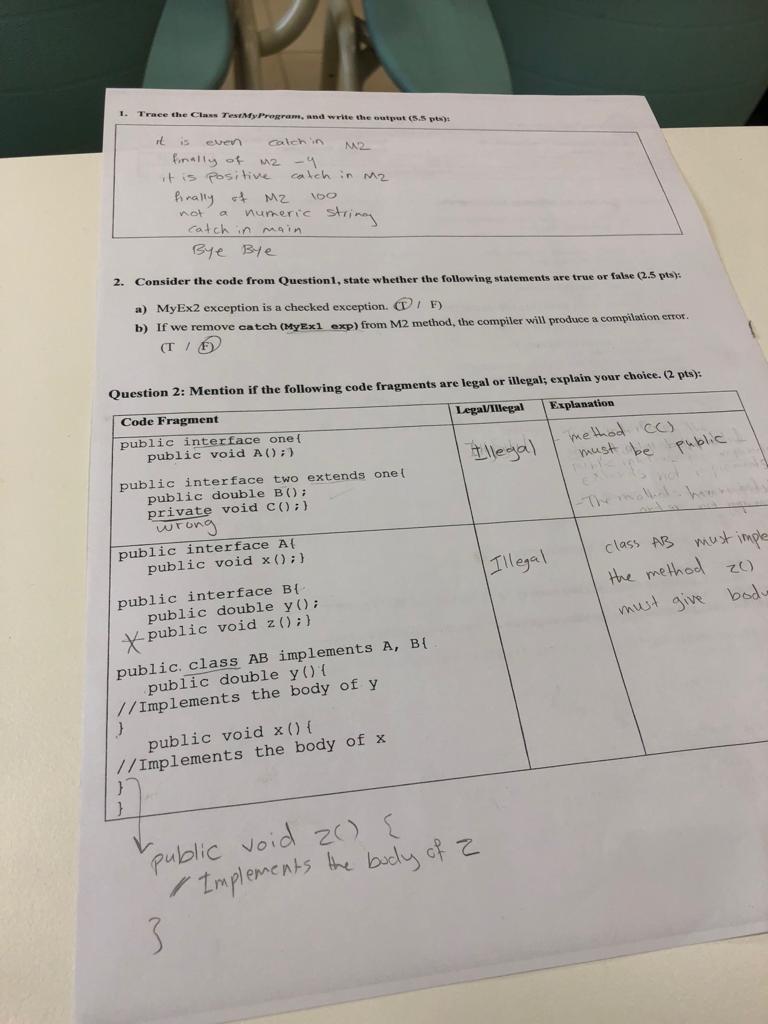 1. Trace the Class TestMyProgram, and write the output (5.5 pts):
it is even catch in M2
finally of M2 -4
it is positive catch in M2
finally of M2 100
not a numeric string
catch in main
Bye Bye
2. Consider the code from Question1, state whether the following statements are true or false (2.5 pts):
a) MyEx2 exception is a checked exception. (T / F)
b) If we remove catch (MyEx1 exp) from M2 method, the compiler will produce a compilation error.
(T / F)
Question 2: Mention if the following code fragments are legal or illegal; explain your choice. (2 pts):
Code Fragment Legal/Illegal Explanation
public interface one{
public void A();}
public interface two extends one{
public double B();
private void C();}
wrong
Illegal
method C()
must be public
public interface A{
public void x();}
public interface B{
public double y();
public void z();}
public class AB implements A, B{
public double y(){
//Implements the body of y
}
public void x(){
//Implements the body of x
}
}
Illegal
class AB must imple
the method z()
must give body
public void z() {
/ Implements the body of z
}